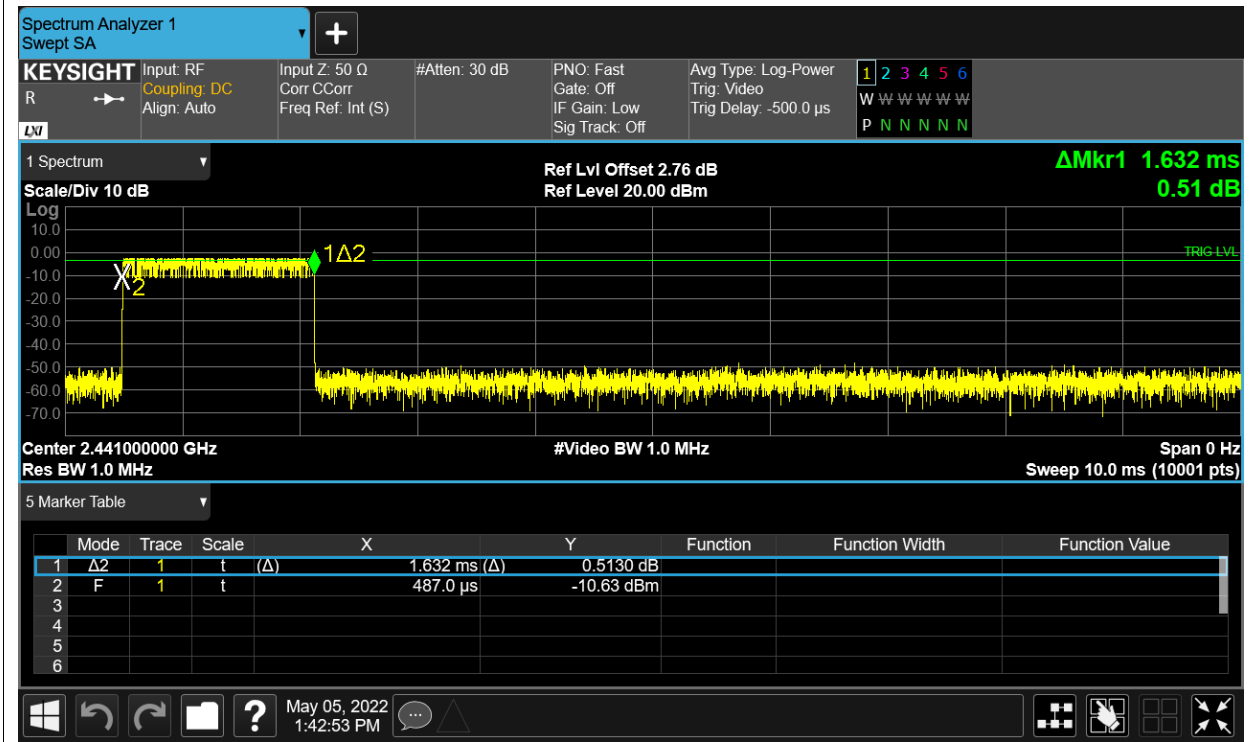 Spectrum Analyzer 1
Swept SA
KEYSIGHT
R
LXI
Input: RF
Coupling: DC
Align: Auto
Input Z: 50 Ω
Corr CCorr
Freq Ref: Int (S)
#Atten: 30 dB
PNO: Fast
Gate: Off
IF Gain: Low
Sig Track: Off
Avg Type: Log-Power
Trig: Video
Trig Delay: -500.0 µs
1 2 3 4 5 6
W W W W W W
P N N N N N
1 Spectrum
Scale/Div 10 dB
Ref Lvl Offset 2.76 dB
Ref Level 20.00 dBm
ΔMkr1 1.632 ms
0.51 dB
Log
10.0
0.00
-10.0
-20.0
-30.0
-40.0
-50.0
-60.0
-70.0
X2
1Δ2
TRIG LVL
Center 2.441000000 GHz
#Video BW 1.0 MHz
Span 0 Hz
Res BW 1.0 MHz
Sweep 10.0 ms (10001 pts)
5 Marker Table
Mode Trace Scale X Y Function Function Width Function Value
1 Δ2 1 t (Δ) 1.632 ms (Δ) 0.5130 dB
2 F 1 t 487.0 µs -10.63 dBm
3
4
5
6
?
May 05, 2022
1:42:53 PM